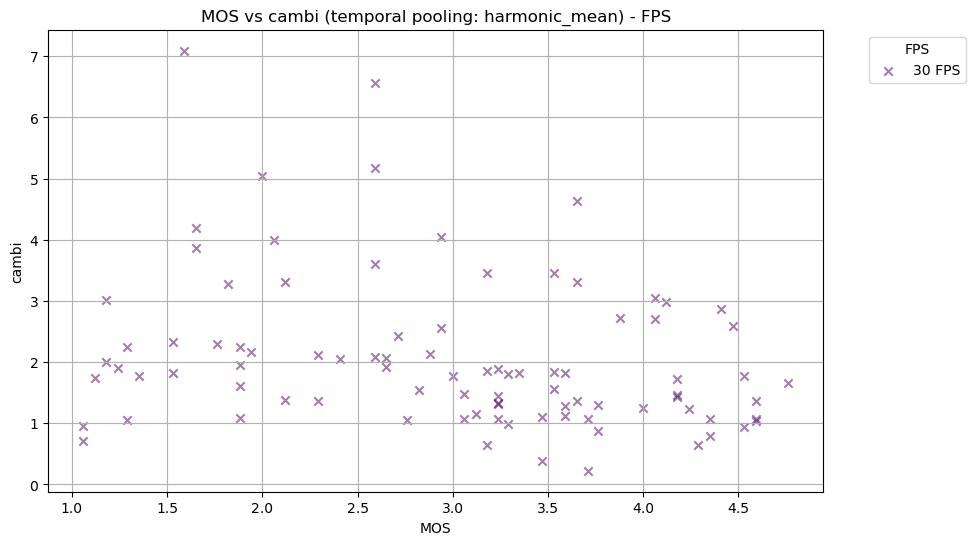 MOS vs cambi (temporal pooling: harmonic_mean) - FPS
FPS
30 FPS
cambi
7
6
5
4
3
2
1
0
1.0 1.5 2.0 2.5 3.0 3.5 4.0 4.5
MOS